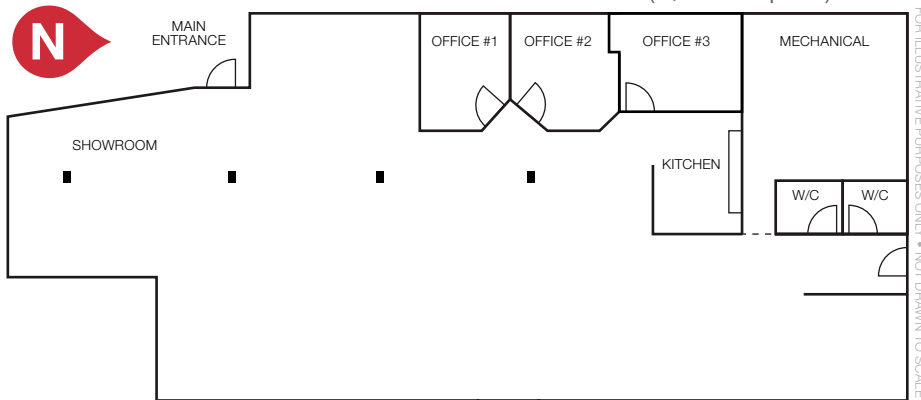 N
MAIN
ENTRANCE
OFFICE #1
OFFICE #2
OFFICE #3
MECHANICAL
SHOWROOM
KITCHEN
W/C
W/C
FOR ILLUSTRATIVE PURPOSES ONLY • NOT DRAWN TO SCALE